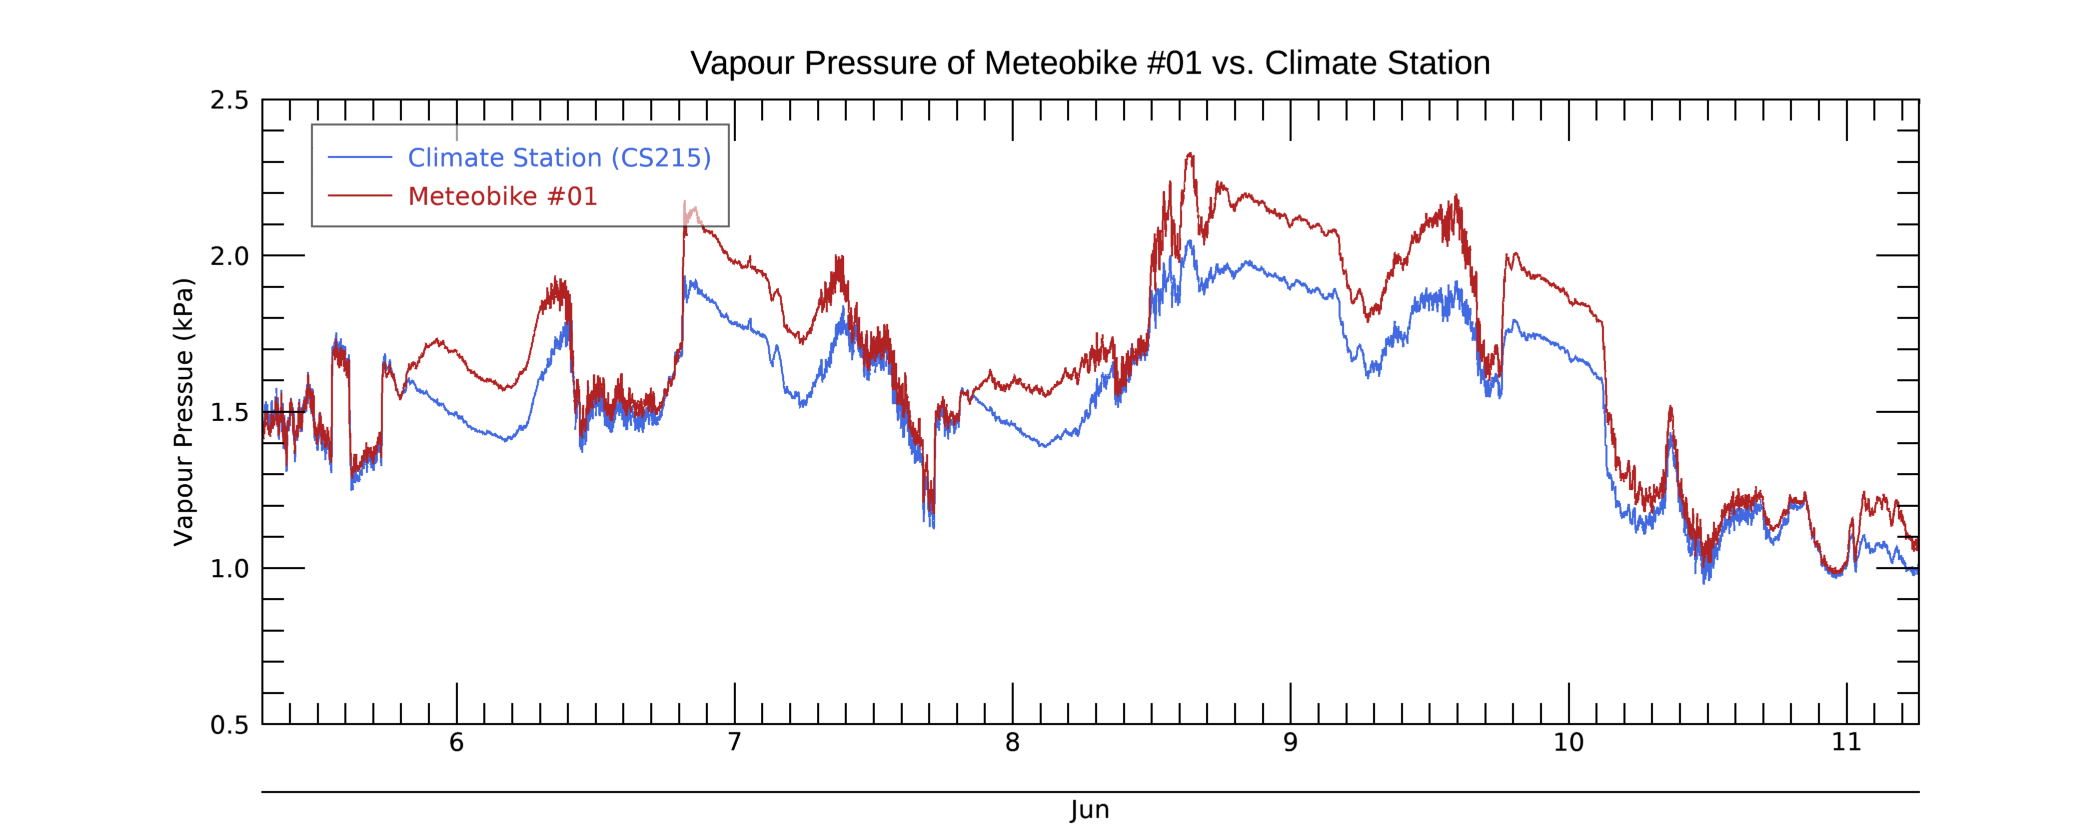 Vapour Pressure of Meteobike #01 vs. Climate Station
2.5
2.0
1.5
1.0
0.5
Vapour Pressue (kPa)
Climate Station (CS215)
Meteobike #01
6 7 8 9 10 11
Jun